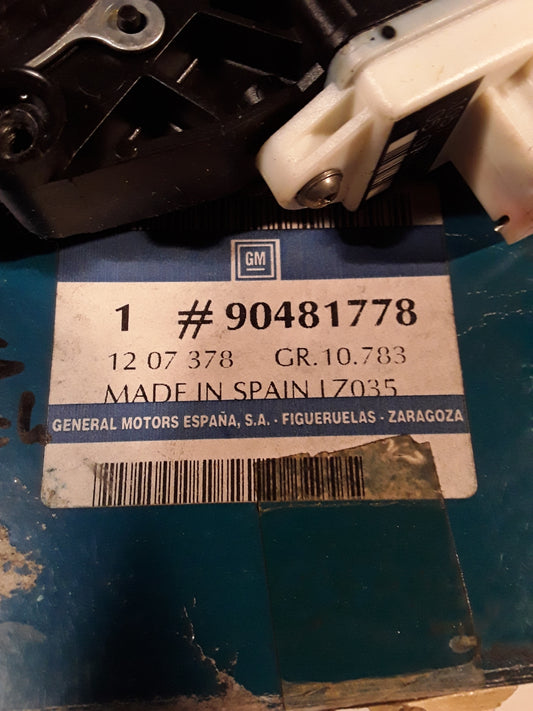 GM
1 # 90481778
12 07 378 GR.10.783
MADE IN SPAIN LZ035
GENERAL MOTORS ESPAÑA, S.A. - FIGUERUELAS - ZARAGOZA